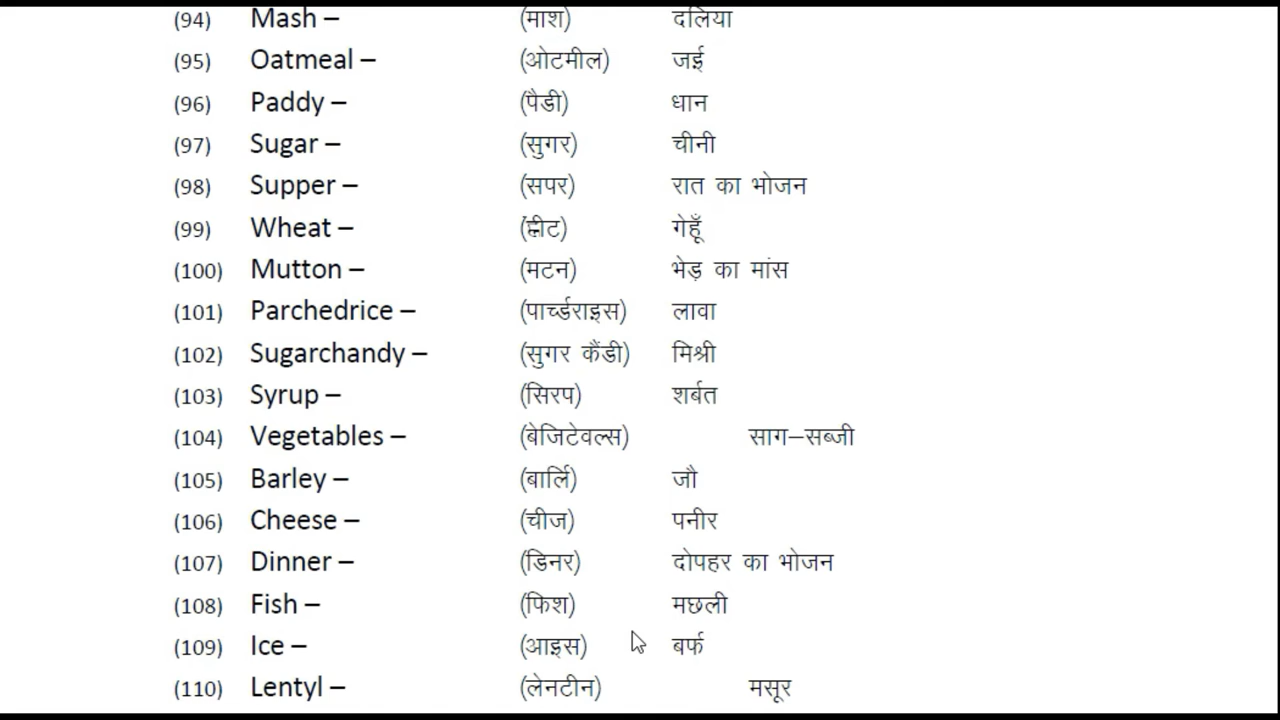 (94) Mash – (माश) दलिया
(95) Oatmeal – (ओटमील) जई
(96) Paddy – (पैडी) धान
(97) Sugar – (सुगर) चीनी
(98) Supper – (सपर) रात का भोजन
(99) Wheat – (ह्वीट) गेहूँ
(100) Mutton – (मटन) भेड़ का मांस
(101) Parchedrice – (पार्च्डराइस) लावा
(102) Sugarchandy – (सुगर कैंडी) मिश्री
(103) Syrup – (सिरप) शर्बत
(104) Vegetables – (बेजिटेवल्स) साग–सब्जी
(105) Barley – (बार्लि) जौ
(106) Cheese – (चीज) पनीर
(107) Dinner – (डिनर) दोपहर का भोजन
(108) Fish – (फिश) मछली
(109) Ice – (आइस) बर्फ
(110) Lentyl – (लेनटीन) मसूर